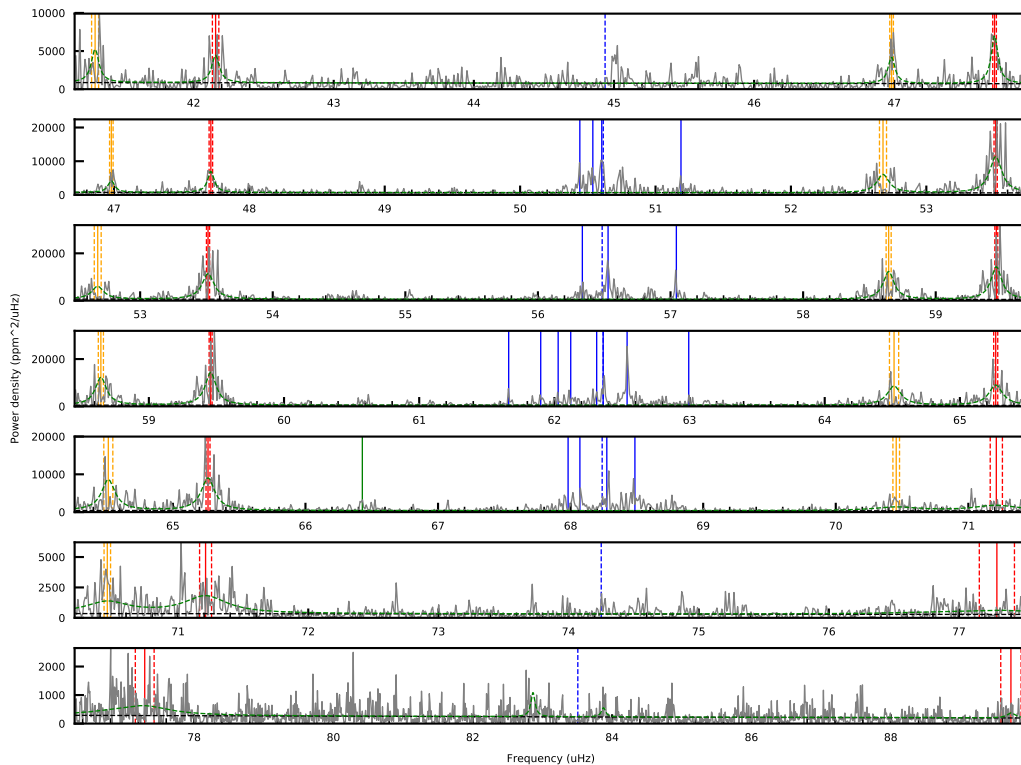 10000
5000
0
42 43 44 45 46 47
20000
10000
0
47 48 49 50 51 52 53
20000
0
53 54 55 56 57 58 59
20000
0
59 60 61 62 63 64 65
20000
10000
0
65 66 67 68 69 70 71
5000
2500
0
71 72 73 74 75 76 77
2000
1000
0
78 80 82 84 86 88
Power density (ppm^2/uHz)
Frequency (uHz)